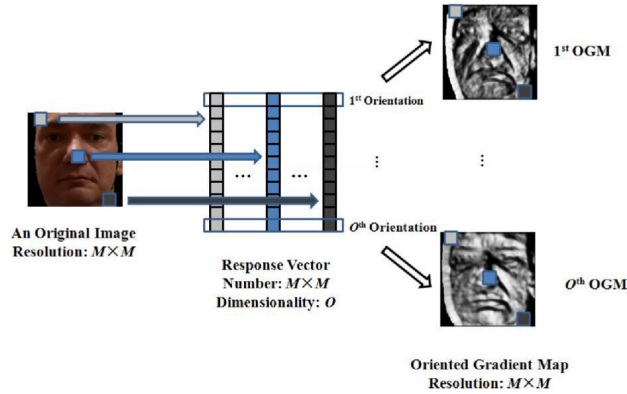 1st OGM
1st Orientation
...
...
⋮
⋮
Oth Orientation
An Original Image
Resolution: M×M
Response Vector
Number: M×M
Dimensionality: O
Oth OGM
Oriented Gradient Map
Resolution: M×M